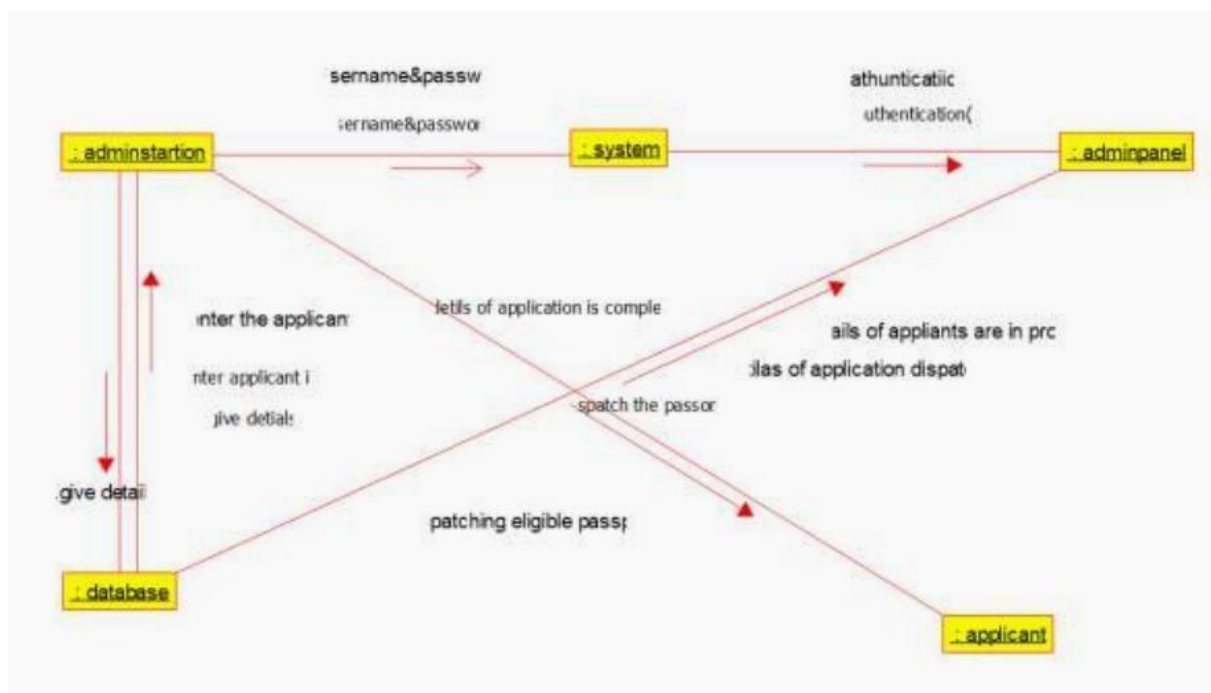 sername&passw
sername&passwor
athunticatiic
uthentication(
: adminstartion
: system
: adminpanel
nter the applican
letils of application is comple
ails of appliants are in prc
ilas of application dispat
nter applicant i
spatch the passor
give detials
.give detail
patching eligible passp
: database
: applicant